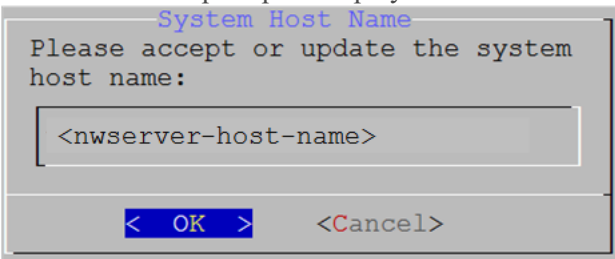 System Host Name
Please accept or update the system
host name:
<nwserver-host-name>
< OK > <Cancel>